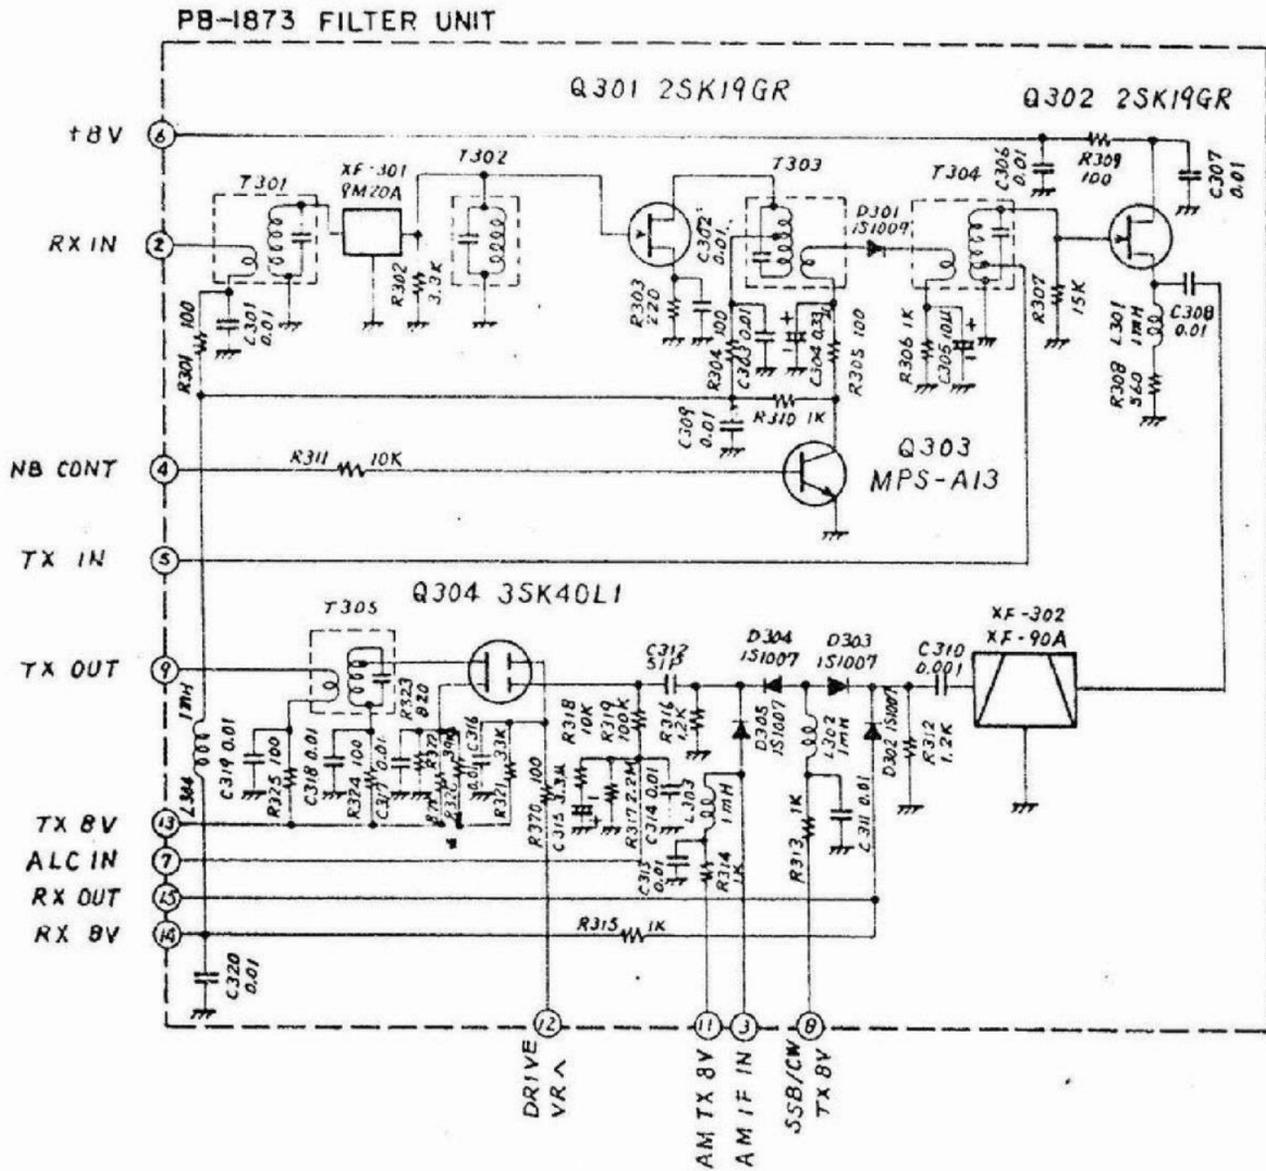 PB-1873 FILTER UNIT
Q301 2SK19GR
Q302 2SK19GR
+8V
6
T301
XF-301
9M20A
T302
T303
T304
C306
0.01
R309
100
C307
0.01
RX IN
2
R302
3.3K
C302
0.01
D301
1S1009
R301
100
C301
0.01
R303
220
R304
100
C303 0.01
C304 0.33
R305 100
R306 1K
C305 10μ
R307
15K
L301
1mH
C308
0.01
R308
560
C309
0.01
R310 1K
NB CONT
4
R311
10K
Q303
MPS-A13
TX IN
5
Q304 3SK40L1
T305
TX OUT
9
XF-302
XF-90A
C312
51P
D304
1S1007
D303
1S1007
C310
0.001
L304
1mH
C319 0.01
R325 100
C318 0.01
R324 100
C317 0.01
R323
820
R322
R320
39K
C316
0.01
R321
33K
R370
100
R318
10K
R319
100K
C315 3.3μ
R317 2.2M
C314 0.01
R316
1.2K
L303
1mH
D305
1S1007
L302
1mH
D302 1S1007
R312
1.2K
C313
0.01
R314
1K
R313
1K
C311 0.01
TX 8V
13
ALC IN
7
RX OUT
15
RX 8V
14
R315
1K
C320
0.01
12
11
3
8
DRIVE
VR
AM TX 8V
AM IF IN
SSB/CW
TX 8V